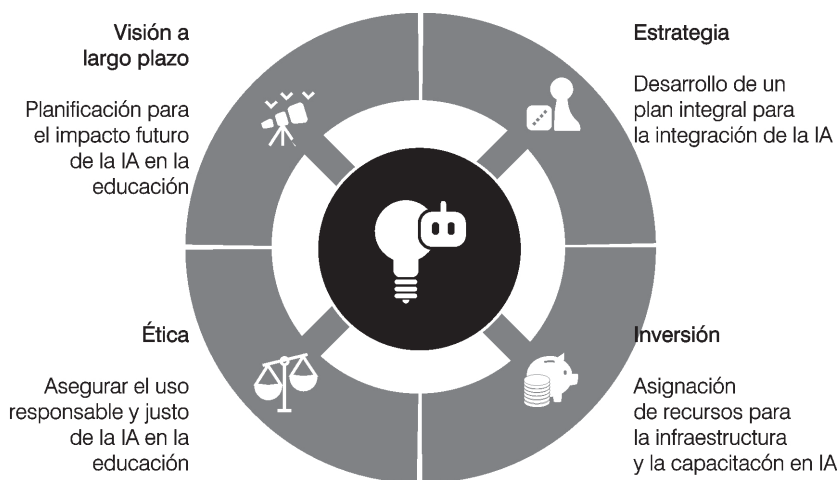 Visión a
largo plazo
Planificación para
el impacto futuro
de la IA en la
educación
Estrategia
Desarrollo de un
plan integral para
la integración de la IA
Ética
Asegurar el uso
responsable y justo
de la IA en la
educación
Inversión
Asignación
de recursos para
la infraestructura
y la capacitacón en IA